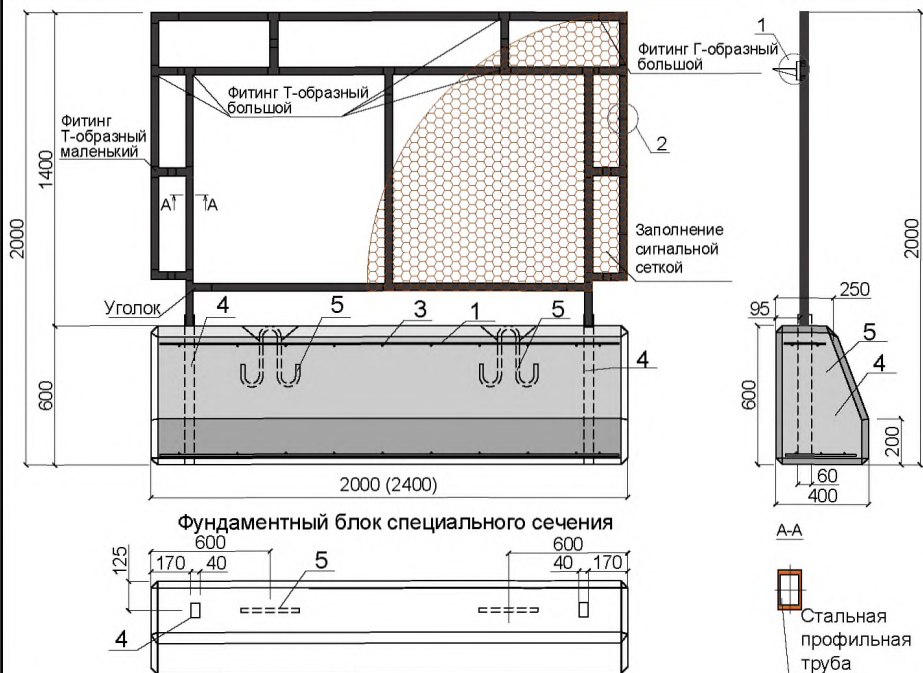 1
Фитинг Г-образный
большой
Фитинг Т-образный
большой
Фитинг
Т-образный
маленький
2
1400
2000
2000
А А
Заполнение
сигнальной
сеткой
Уголок
4
5
3
1
5
4
95
250
5
4
600
600
200
60
400
2000 (2400)
Фундаментный блок специального сечения
А-А
600
600
125
170
40
5
40
170
4
Стальная
профильная
труба